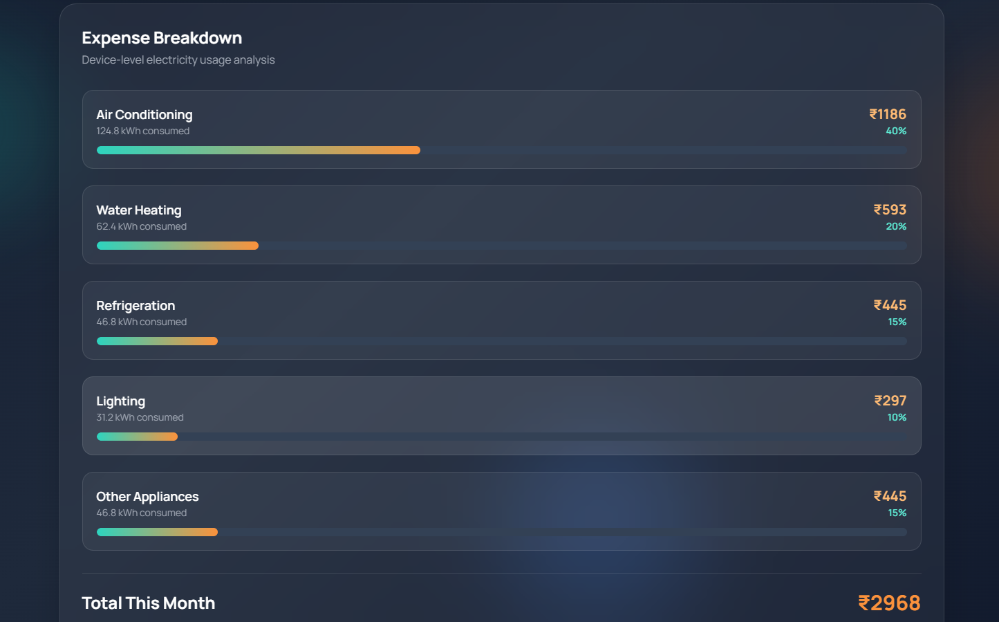 Expense Breakdown
Device-level electricity usage analysis
Air Conditioning
₹1186
124.8 kWh consumed
40%
Water Heating
₹593
62.4 kWh consumed
20%
Refrigeration
₹445
46.8 kWh consumed
15%
Lighting
₹297
31.2 kWh consumed
10%
Other Appliances
₹445
46.8 kWh consumed
15%
Total This Month
₹2968